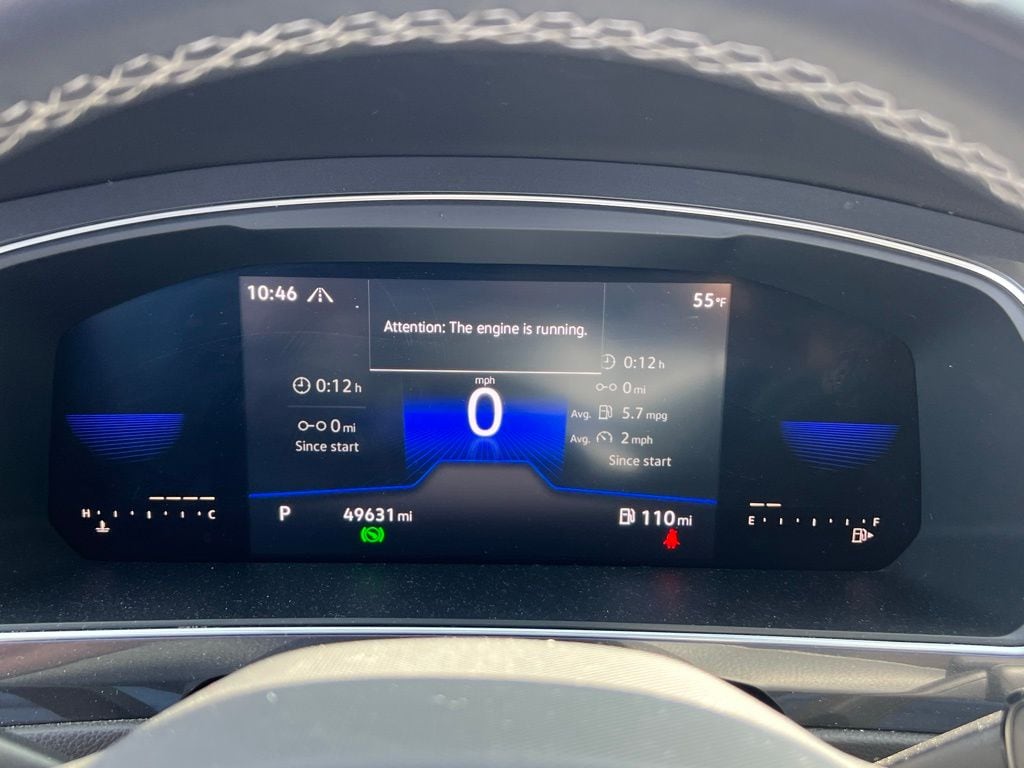 10:46
55°F
Attention: The engine is running.
0:12 h
0:12 h
mph
0 mi
0
Avg. 5.7 mpg
0 mi
Since start
Avg. 2 mph
Since start
H C
P
49631 mi
110 mi
E F